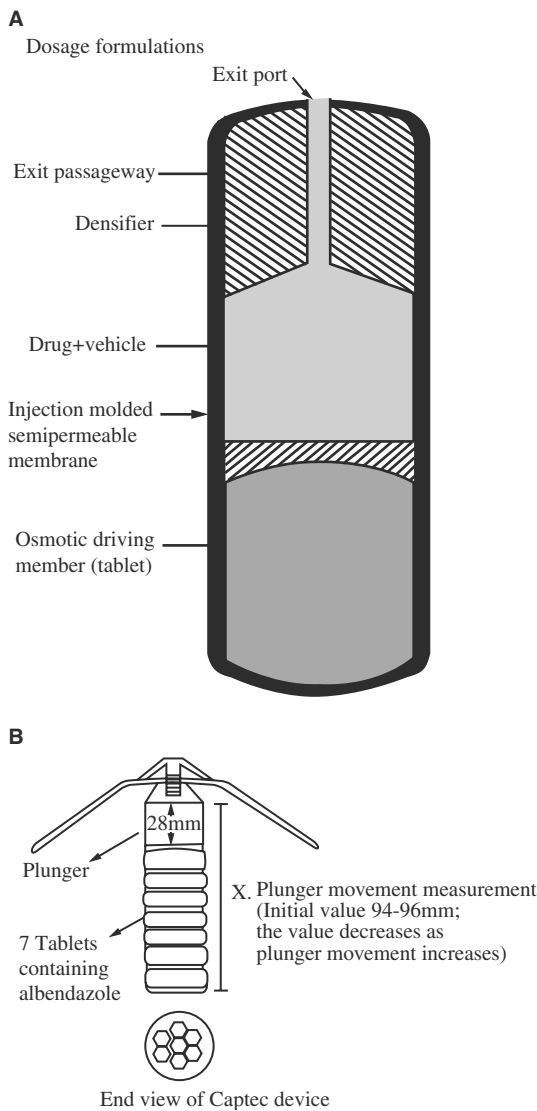 A
Dosage formulations
Exit port
Exit passageway
Densifier
Drug+vehicle
Injection molded
semipermeable
membrane
Osmotic driving
member (tablet)
B
28mm
Plunger
X. Plunger movement measurement
(Initial value 94-96mm;
the value decreases as
plunger movement increases)
7 Tablets
containing
albendazole
End view of Captec device